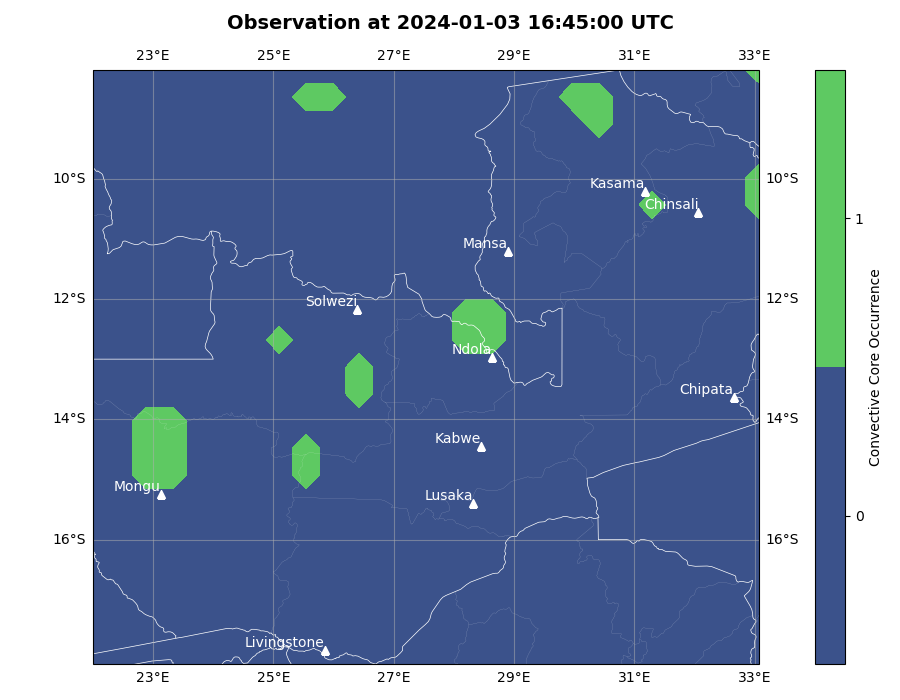 Observation at 2024-01-03 16:45:00 UTC
23°E 25°E 27°E 29°E 31°E 33°E
10°S 10°S
Kasama
Chinsali
1
Mansa
12°S 12°S
Solwezi
Ndola
Chipata
14°S 14°S
Kabwe
Mongu
Lusaka
0
16°S 16°S
Livingstone
23°E 25°E 27°E 29°E 31°E 33°E
Convective Core Occurrence